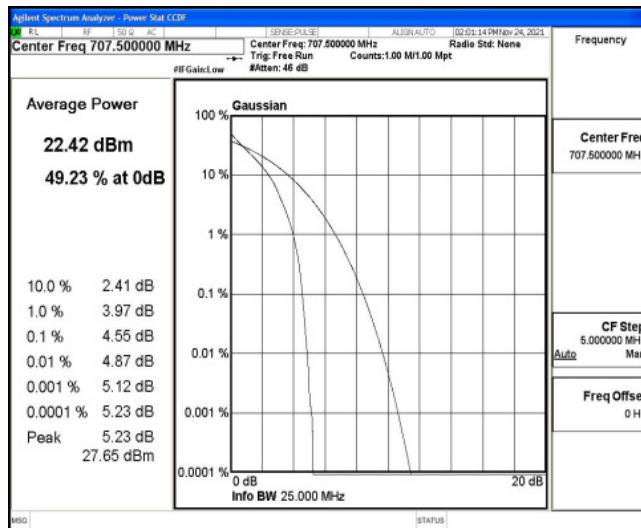 Agilent Spectrum Analyzer - Power Stat CCDF
RL RF 50 Ω AC SENSE:PULSE ALIGN AUTO 02:01:14 PM Nov 24, 2021
Center Freq 707.500000 MHz
Center Freq: 707.500000 MHz Radio Std: None
Trig: Free Run Counts:1.00 M/1.00 Mpt
#IFGain:Low #Atten: 46 dB
Frequency
Average Power
22.42 dBm
49.23 % at 0dB
10.0 % 2.41 dB
1.0 % 3.97 dB
0.1 % 4.55 dB
0.01 % 4.87 dB
0.001 % 5.12 dB
0.0001 % 5.23 dB
Peak 5.23 dB
27.65 dBm
Gaussian
100 %
10 %
1 %
0.1 %
0.01 %
0.001 %
0.0001 %
0 dB 20 dB
Info BW 25.000 MHz
Center Fre
707.500000 MH
CF Step
5.000000 MH
Auto Ma
Freq Offse
0 H
MSG STATUS